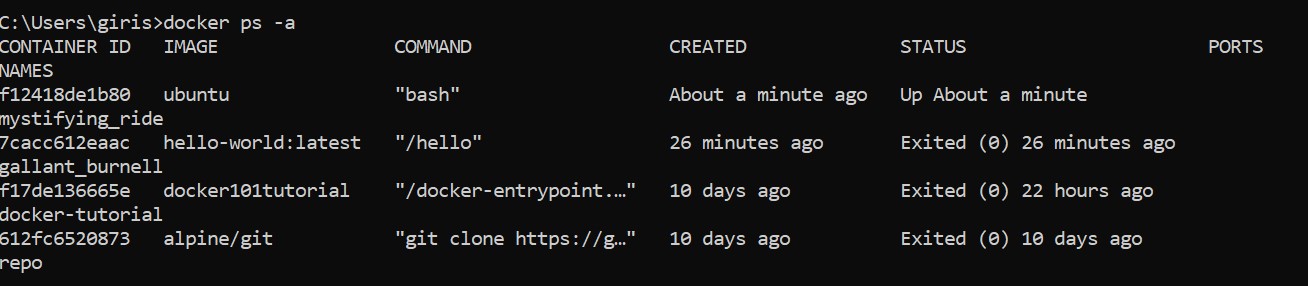 C:\Users\giris>docker ps -a
CONTAINER ID   IMAGE                COMMAND                  CREATED              STATUS                      PORTS
NAMES
f12418de1b80   ubuntu               "bash"                   About a minute ago   Up About a minute
mystifying_ride
7cacc612eaac   hello-world:latest   "/hello"                 26 minutes ago       Exited (0) 26 minutes ago
gallant_burnell
f17de136665e   docker101tutorial    "/docker-entrypoint.…"   10 days ago          Exited (0) 22 hours ago
docker-tutorial
612fc6520873   alpine/git           "git clone https://g…"   10 days ago          Exited (0) 10 days ago
repo